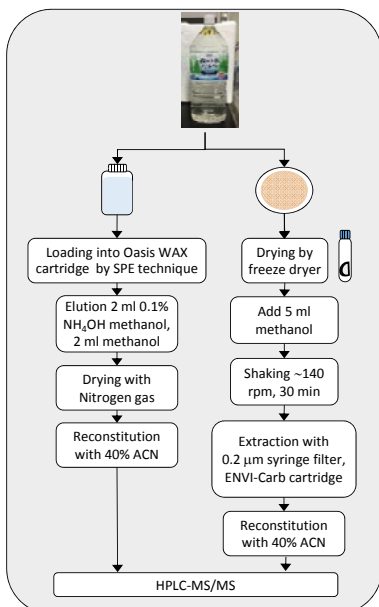 Loading into Oasis WAX
cartridge by SPE technique
Elution 2 ml 0.1%
NH₄OH methanol,
2 ml methanol
Drying with
Nitrogen gas
Reconstitution
with 40% ACN
Drying by
freeze dryer
Add 5 ml
methanol
Shaking ~140
rpm, 30 min
Extraction with
0.2 µm syringe filter,
ENVI-Carb cartridge
Reconstitution
with 40% ACN
HPLC-MS/MS